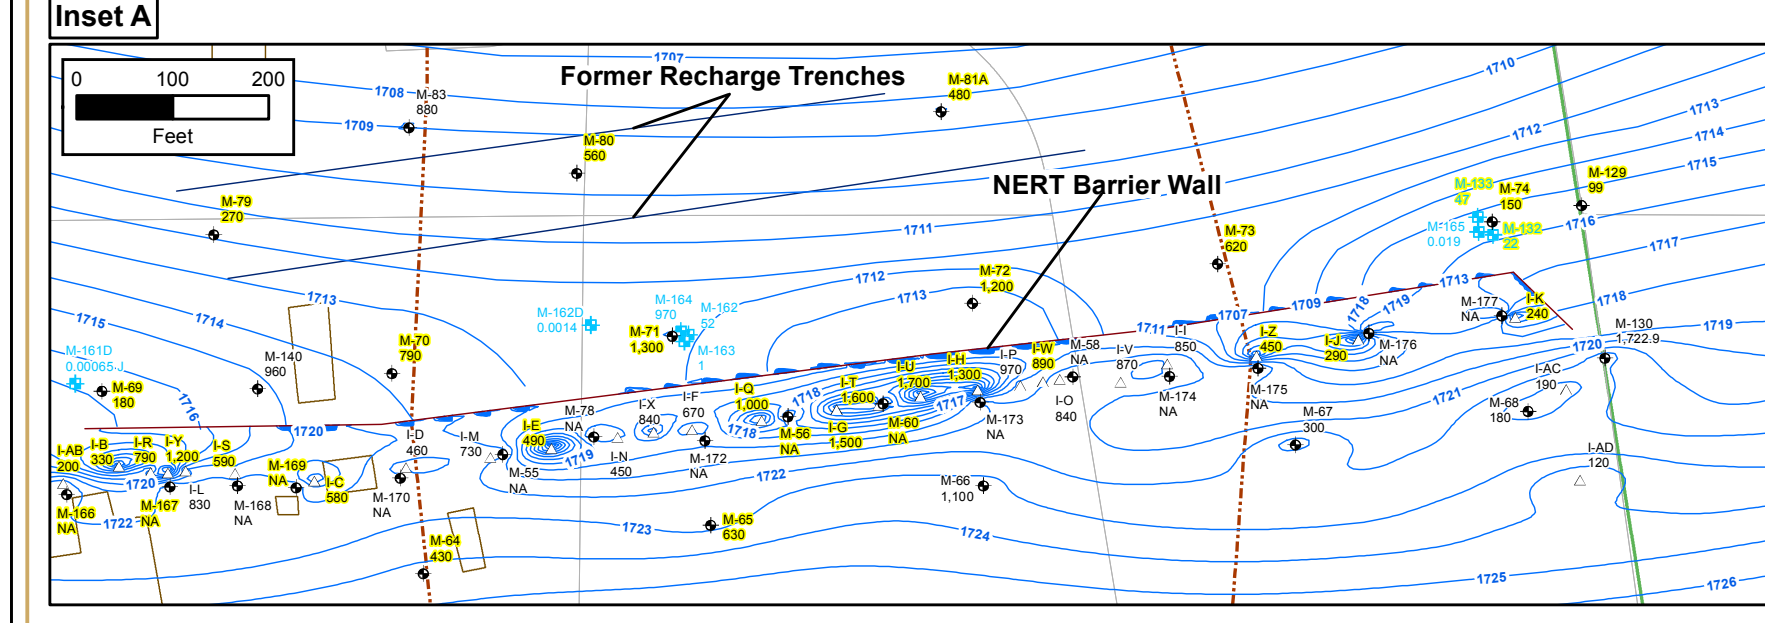 Inset A
0 100 200
Feet
Former Recharge Trenches
NERT Barrier Wall
1707
1708
1709
1710
1711
1712
1713
1714
1715
1716
1717
1718
1719
1712
1713
1713
1714
1715
1716
1711
1707
1709
1713
1718
1719
1720
1721
1720
1720
1722
1719
1718
1718
1717
1722
1723
1724
1725
1726
M-83
880
M-81A
480
M-80
560
M-79
270
M-73
620
M-72
1,200
M-133
47
M-74
150
M-129
99
M-165
0.019
M-132
22
M-162D
0.0014
M-164
970
M-162
52
M-71
1,300
M-163
1
M-70
790
M-140
960
M-161D
0.00065 J
M-69
180
M-177
NA
I-K
240
M-130
1,722.9
I-I
850
I-Z
450
I-J
290
M-176
NA
M-58
NA
I-V
870
I-W
890
I-P
970
I-H
1,300
I-U
1,700
I-T
1,600
I-Q
1,000
I-O
840
M-174
NA
M-175
NA
I-AC
190
M-68
180
M-67
300
M-173
NA
M-60
NA
I-G
1,500
M-56
NA
I-F
670
I-X
840
M-78
NA
I-E
490
I-N
450
M-172
NA
I-M
730
M-55
NA
I-D
460
M-170
NA
I-AB
200
I-B
330
I-R
790
I-Y
1,200
I-S
590
M-169
NA
I-C
580
I-L
830
M-168
NA
M-167
NA
M-166
NA
M-66
1,100
M-65
630
M-64
430
I-AD
120